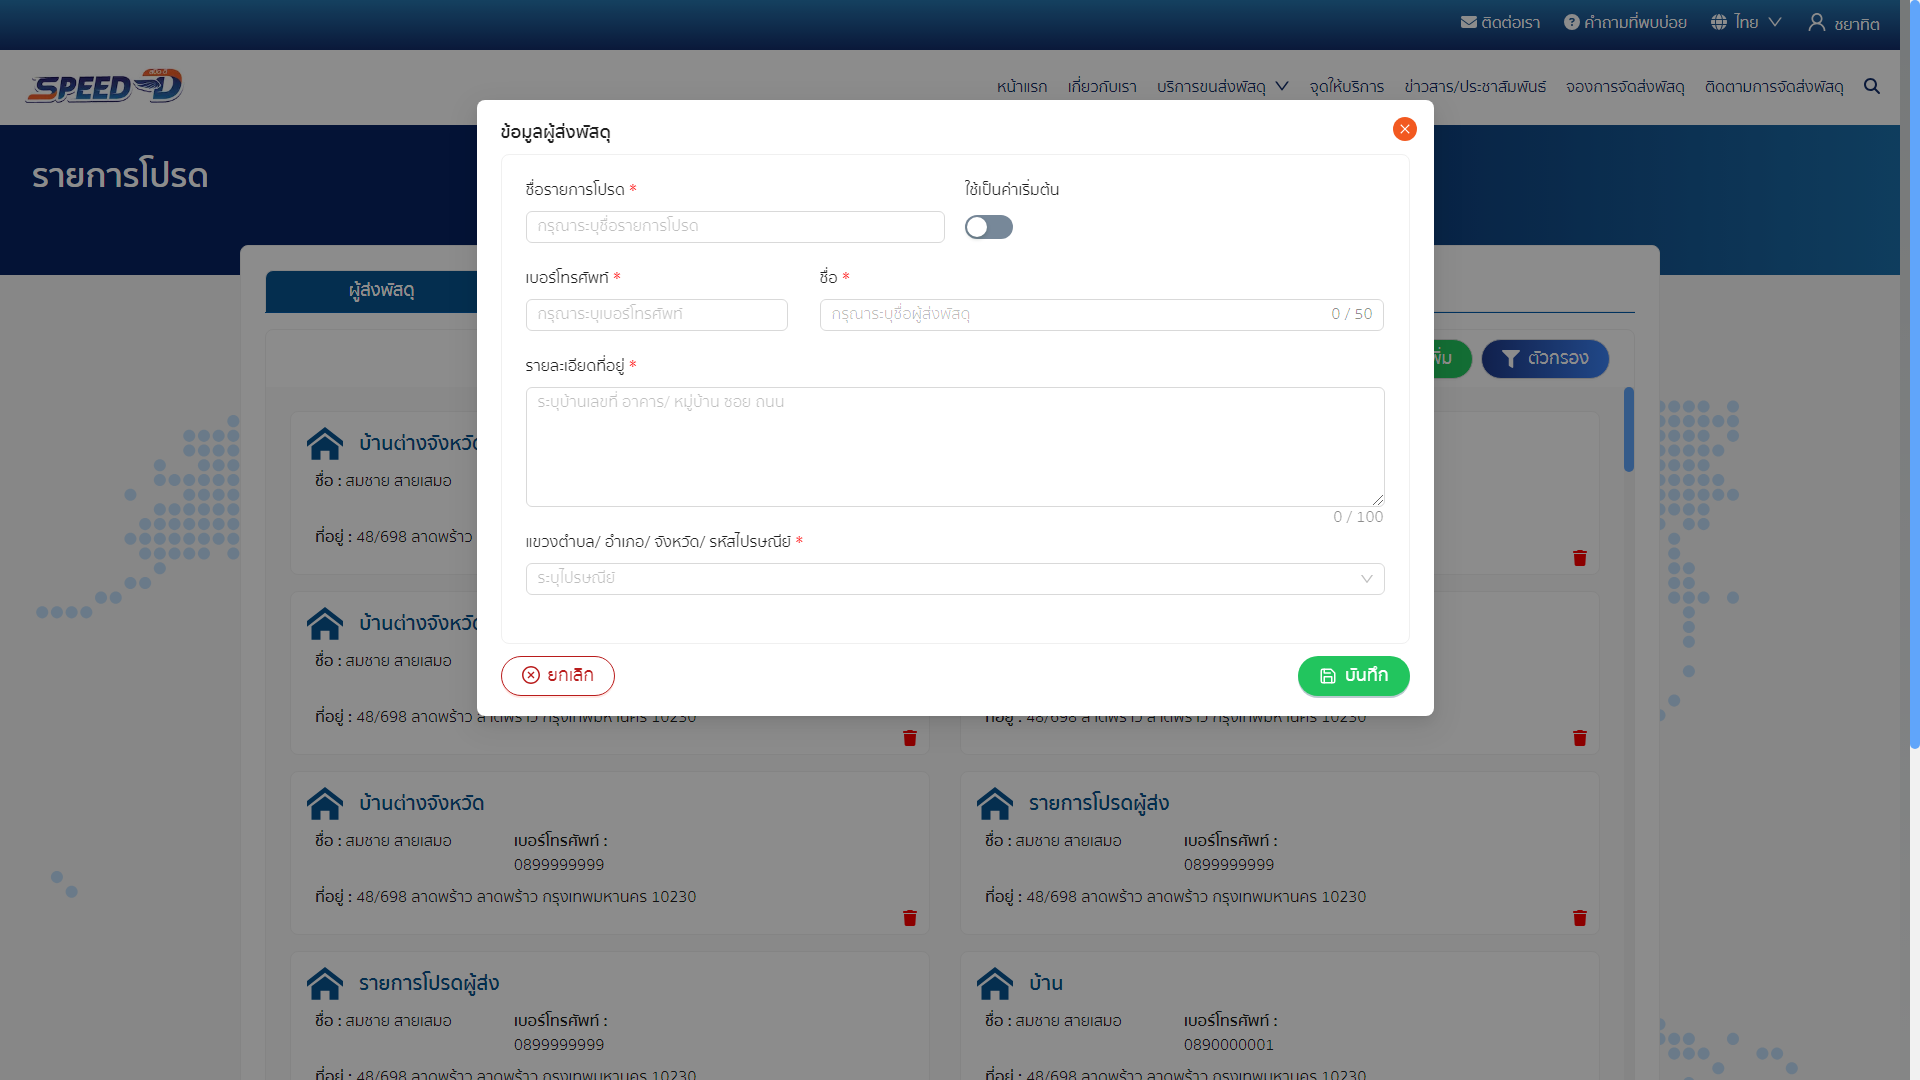 ติดต่อเรา คำถามที่พบบ่อย ไทย ชยาทิต
SPEED D
หน้าแรก เกี่ยวกับเรา บริการขนส่งพัสดุ จุดให้บริการ ข่าวสาร/ประชาสัมพันธ์ จองการจัดส่งพัสดุ ติดตามการจัดส่งพัสดุ
รายการโปรด
ข้อมูลผู้ส่งพัสดุ
ชื่อรายการโปรด * ใช้เป็นค่าเริ่มต้น
กรุณาระบุชื่อรายการโปรด
เบอร์โทรศัพท์ * ชื่อ *
กรุณาระบุเบอร์โทรศัพท์ กรุณาระบุชื่อผู้ส่งพัสดุ 0 / 50
รายละเอียดที่อยู่ *
ระบุบ้านเลขที่ อาคาร/ หมู่บ้าน ซอย ถนน
0 / 100
แขวงตำบล/ อำเภอ/ จังหวัด/ รหัสไปรษณีย์ *
ระบุไปรษณีย์
ยกเลิก บันทึก
ผู้ส่งพัสดุ
ตัวกรอง
บ้านต่างจังหวัด
ชื่อ : สมชาย สายเสมอ
ที่อยู่ : 48/698 ลาดพร้าว
บ้านต่างจังหวัด
ชื่อ : สมชาย สายเสมอ
ที่อยู่ : 48/698 ลาดพร้าว ลาดพร้าว กรุงเทพมหานคร 10230
ที่อยู่ : 48/698 ลาดพร้าว ลาดพร้าว กรุงเทพมหานคร 10230
บ้านต่างจังหวัด
ชื่อ : สมชาย สายเสมอ เบอร์โทรศัพท์ :
0899999999
ที่อยู่ : 48/698 ลาดพร้าว ลาดพร้าว กรุงเทพมหานคร 10230
รายการโปรดผู้ส่ง
ชื่อ : สมชาย สายเสมอ เบอร์โทรศัพท์ :
0899999999
ที่อยู่ : 48/698 ลาดพร้าว ลาดพร้าว กรุงเทพมหานคร 10230
รายการโปรดผู้ส่ง
ชื่อ : สมชาย สายเสมอ เบอร์โทรศัพท์ :
0899999999
ที่อยู่ : 48/698 ลาดพร้าว ลาดพร้าว กรุงเทพมหานคร 10230
บ้าน
ชื่อ : สมชาย สายเสมอ เบอร์โทรศัพท์ :
0890000001
ที่อยู่ : 48/698 ลาดพร้าว ลาดพร้าว กรุงเทพมหานคร 10230